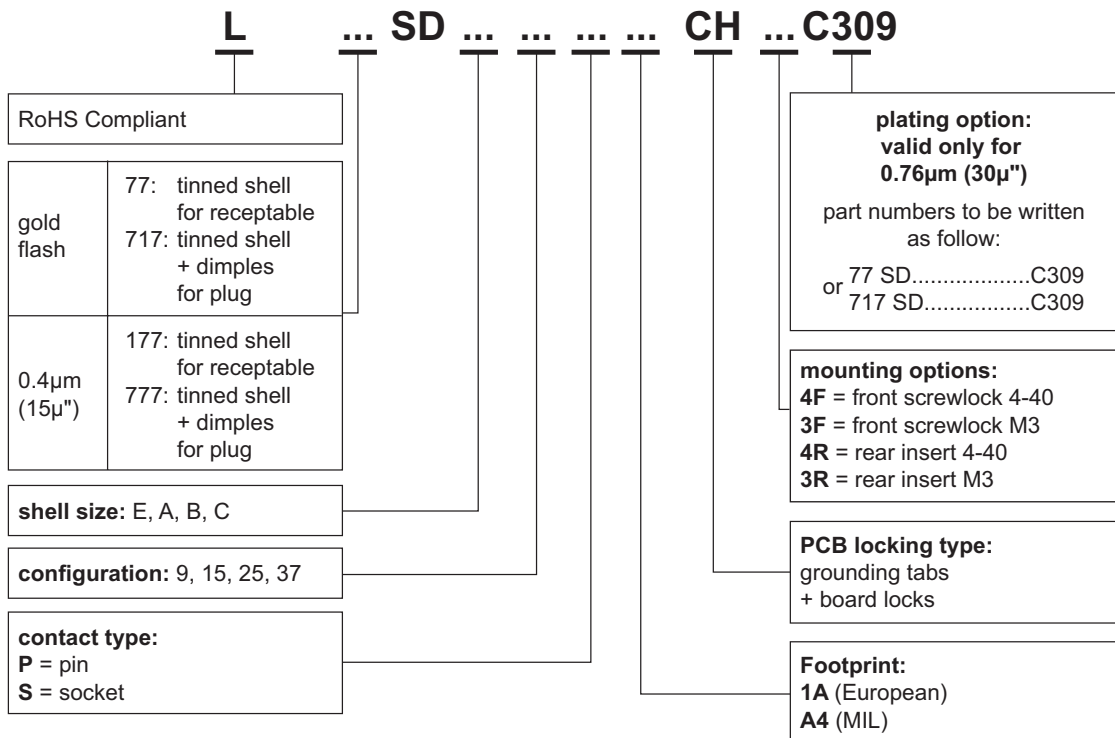 L ... SD ... ... ... ... CH ... C309
RoHS Compliant
gold
flash
77: tinned shell
for receptable
717: tinned shell
+ dimples
for plug
0.4µm
(15µ")
177: tinned shell
for receptable
777: tinned shell
+ dimples
for plug
shell size: E, A, B, C
configuration: 9, 15, 25, 37
contact type:
P = pin
S = socket
plating option:
valid only for
0.76µm (30µ")
part numbers to be written
as follow:
77 SD...................C309
or
717 SD.................C309
mounting options:
4F = front screwlock 4-40
3F = front screwlock M3
4R = rear insert 4-40
3R = rear insert M3
PCB locking type:
grounding tabs
+ board locks
Footprint:
1A (European)
A4 (MIL)